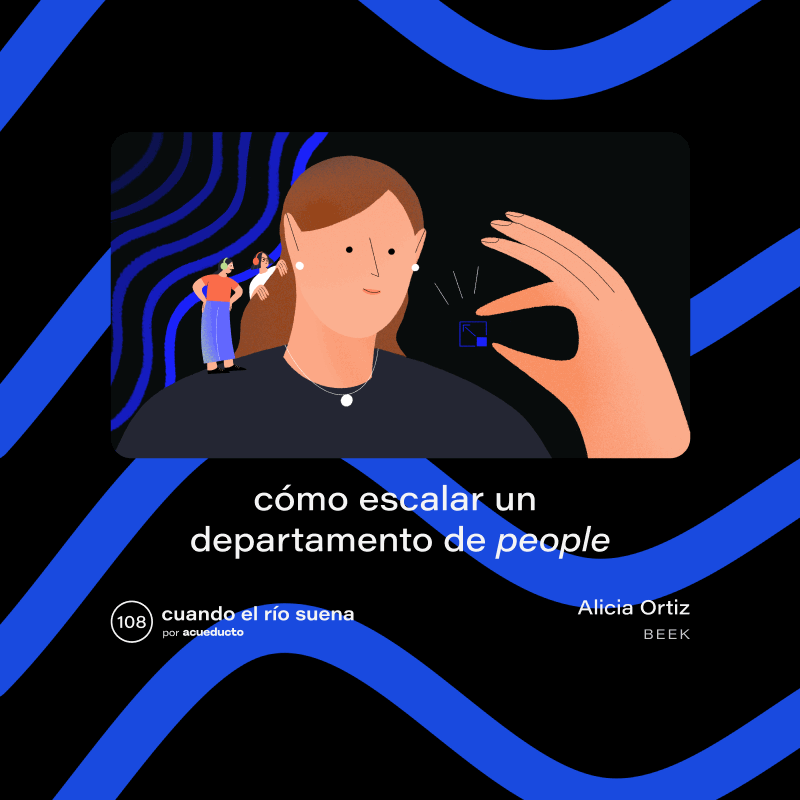 cómo escalar un
departamento de people
108
cuando el río suena
por acueducto
Alicia Ortiz
BEEK